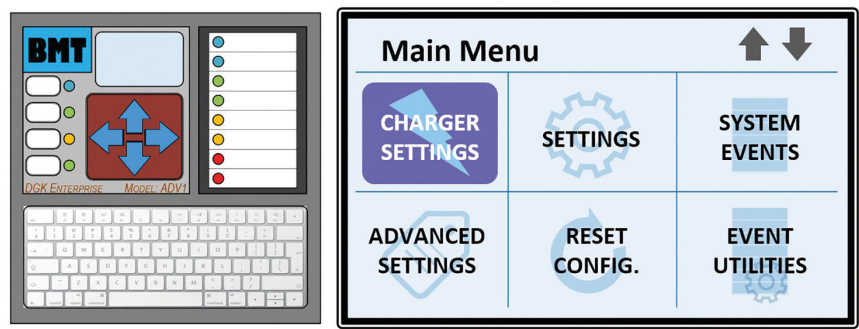 BMT
DGK ENTERPRISE MODEL: ADV1
Q W E R T Y U I O P
A S D F G H J K L
Z X C V B N M
Main Menu
CHARGER
SETTINGS
SETTINGS
SYSTEM
EVENTS
ADVANCED
SETTINGS
RESET
CONFIG.
EVENT
UTILITIES